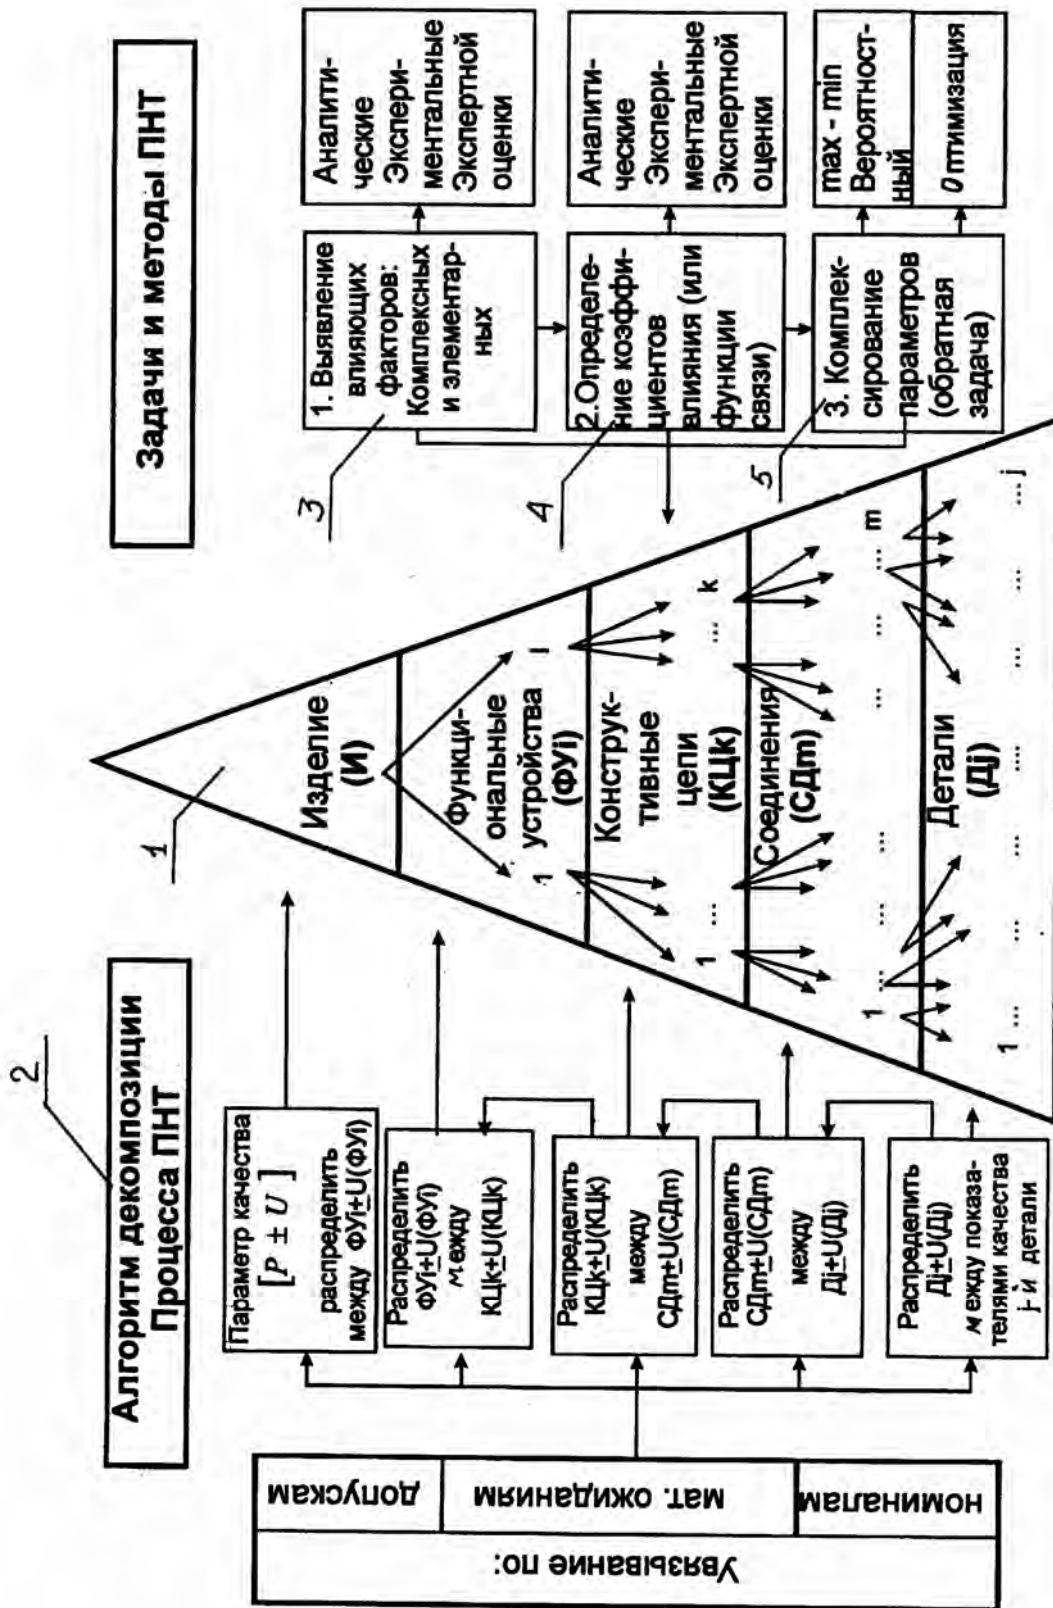 2
Алгоритм декомпозиции
Процесса ПНТ
Задачи и методы ПНТ
Увязывание по:
допускам
мат. ожиданиям
номиналам
Параметр качества
[P ± U]
распределить
между ФУi±U(ФУi)
Распределить
ФУi±U(ФУi)
между
КЦk±U(КЦk)
Распределить
КЦk±U(КЦk)
между
СДm±U(СДm)
Распределить
СДm±U(СДm)
между
Дj±U(Дj)
Распределить
Дj±U(Дj)
между показа-
телями качества
j-й детали
1
Изделие
(И)
Функци-
ональные
устройства
(ФУi)
1
i
Конструк-
тивные
цепи
(КЦk)
1
...
...
k
Соединения
(СДm)
1 ... ... ... ... ... ... m
Детали
(Дj)
1 ... ... ... .... ... ... ... j
3
1. Выявление
влияющих
факторов:
Комплексных
и элементар-
ных
Аналити-
ческие
Экспери-
ментальные
Экспертной
оценки
4
2.Определе-
ние коэффи-
циентов
влияния (или
функции
связи)
Аналити-
ческие
Экспери-
ментальные
Экспертной
оценки
5
3. Комплек-
сирование
параметров
(обратная
задача)
max - min
Вероятност-
ный
Оптимизация